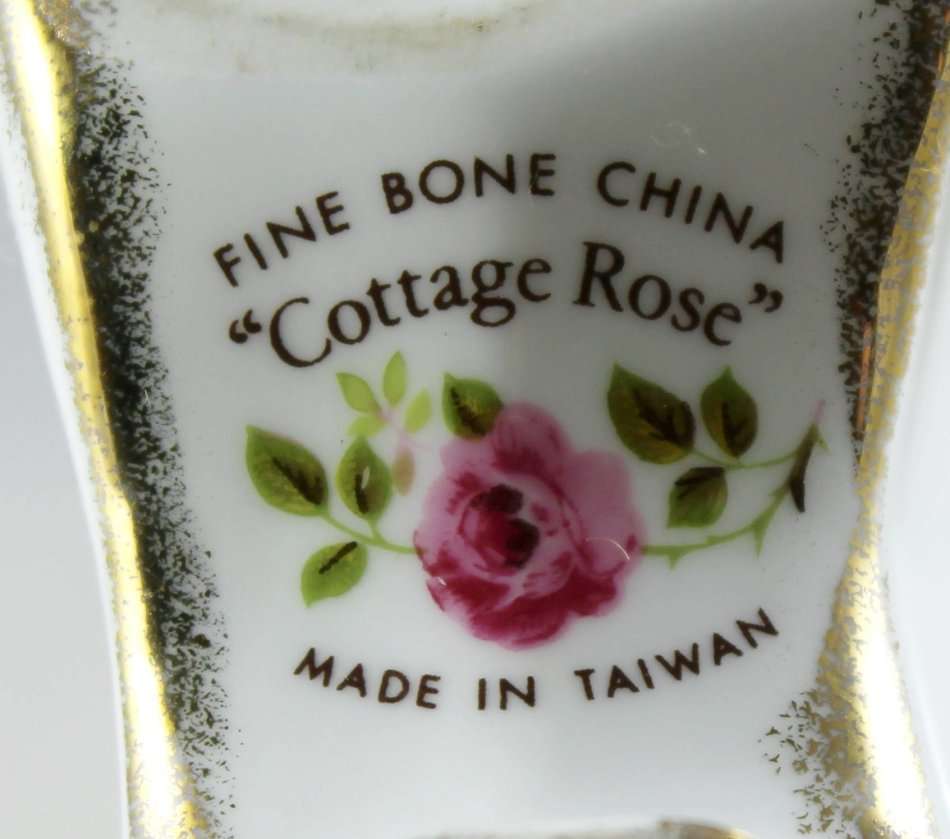 FINE BONE CHINA
“Cottage Rose”
MADE IN TAIWAN